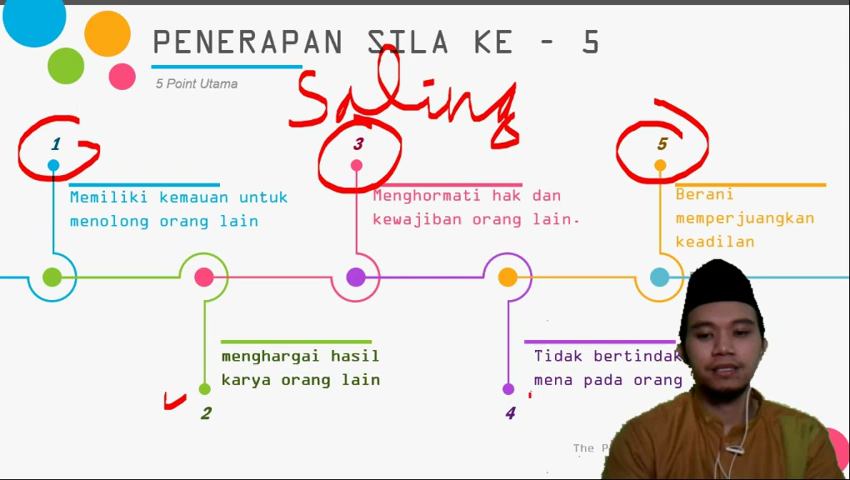 PENERAPAN SILA KE - 5
5 Point Utama
Saling
1
Memiliki kemauan untuk
menolong orang lain
3
Menghormati hak dan
kewajiban orang lain.
5
Berani
memperjuangkan
keadilan
menghargai hasil
karya orang lain
2
Tidak bertindak
mena pada orang
4
The